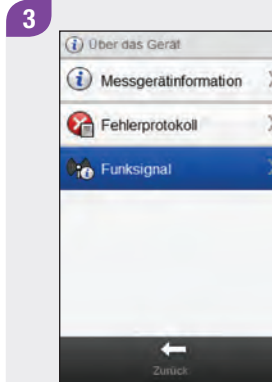 3
Über das Gerät
Messgerätinformation
Fehlerprotokoll
Funksignal
Zurück